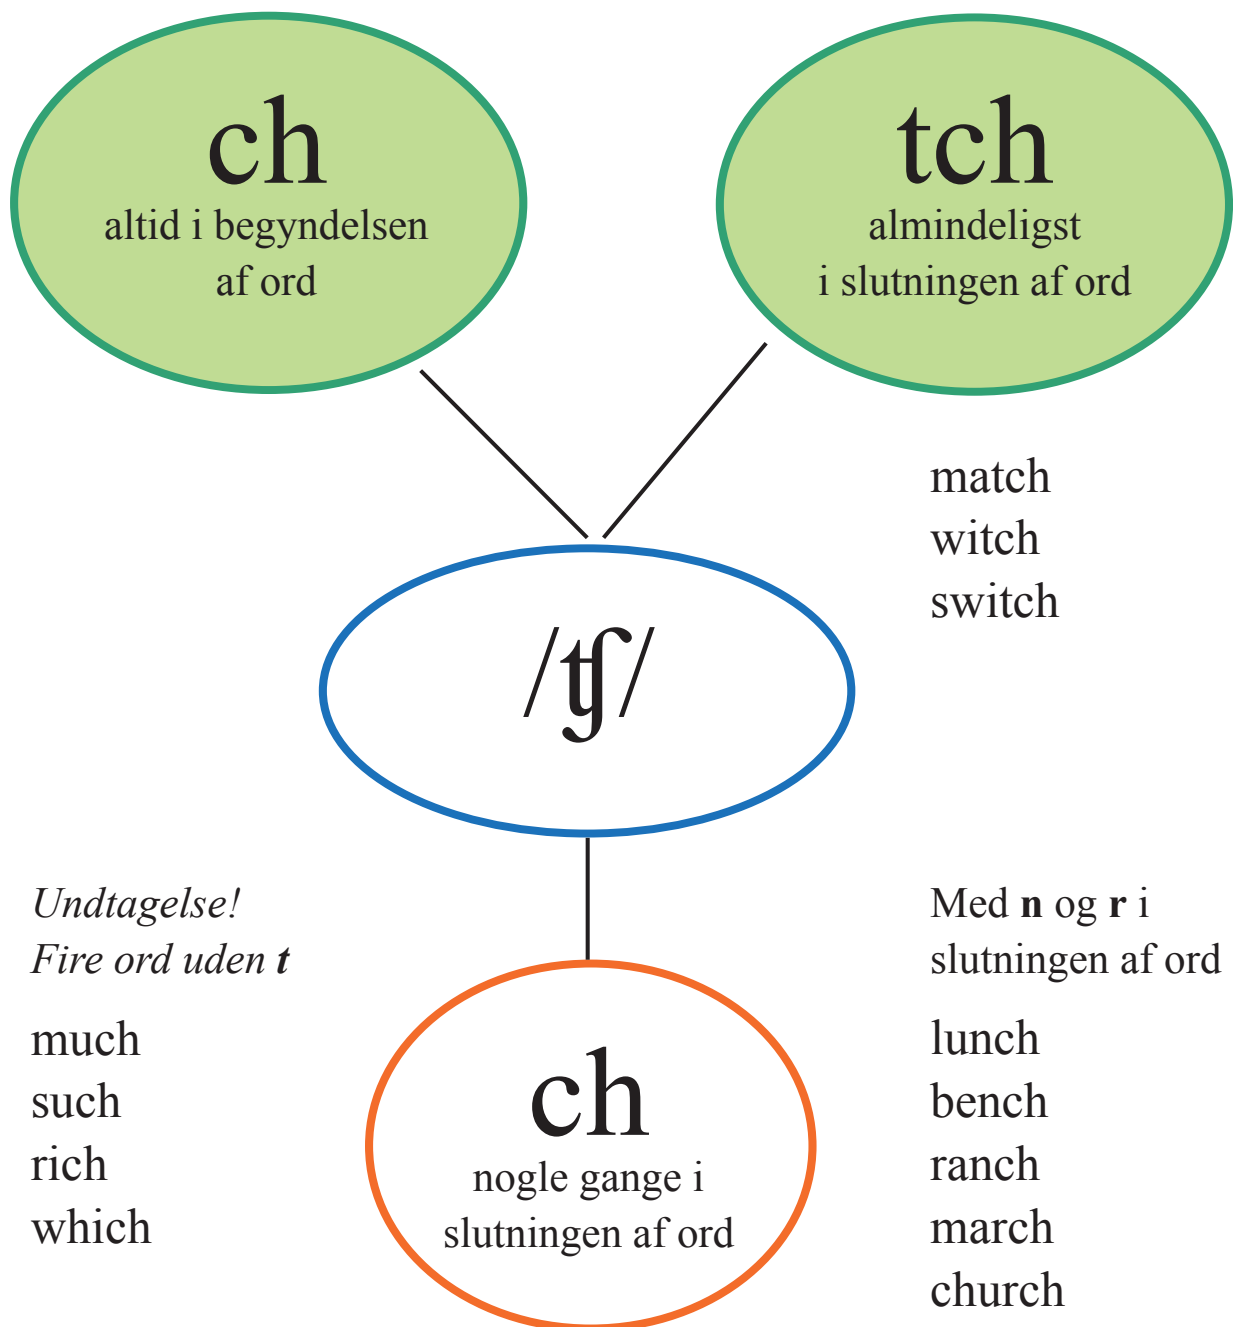 ch
altid i begyndelsen
af ord
tch
almindeligst
i slutningen af ord
match
witch
switch
/ʧ/
Undtagelse!
Fire ord uden t
much
such
rich
which
ch
nogle gange i
slutningen af ord
Med n og r i
slutningen af ord
lunch
bench
ranch
march
church